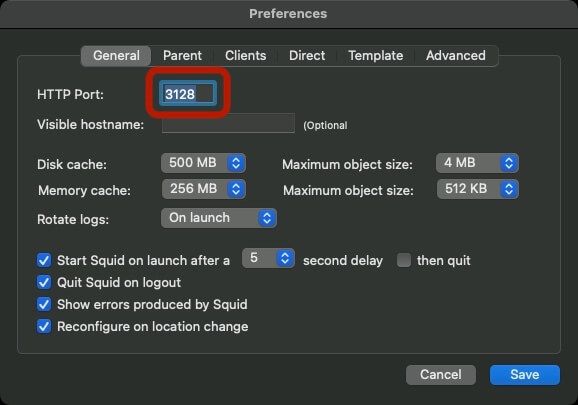 Preferences
General Parent Clients Direct Template Advanced
HTTP Port: 3128
Visible hostname: (Optional
Disk cache: 500 MB Maximum object size: 4 MB
Memory cache: 256 MB Maximum object size: 512 KB
Rotate logs: On launch
Start Squid on launch after a 5 second delay then quit
Quit Squid on logout
Show errors produced by Squid
Reconfigure on location change
Cancel Save